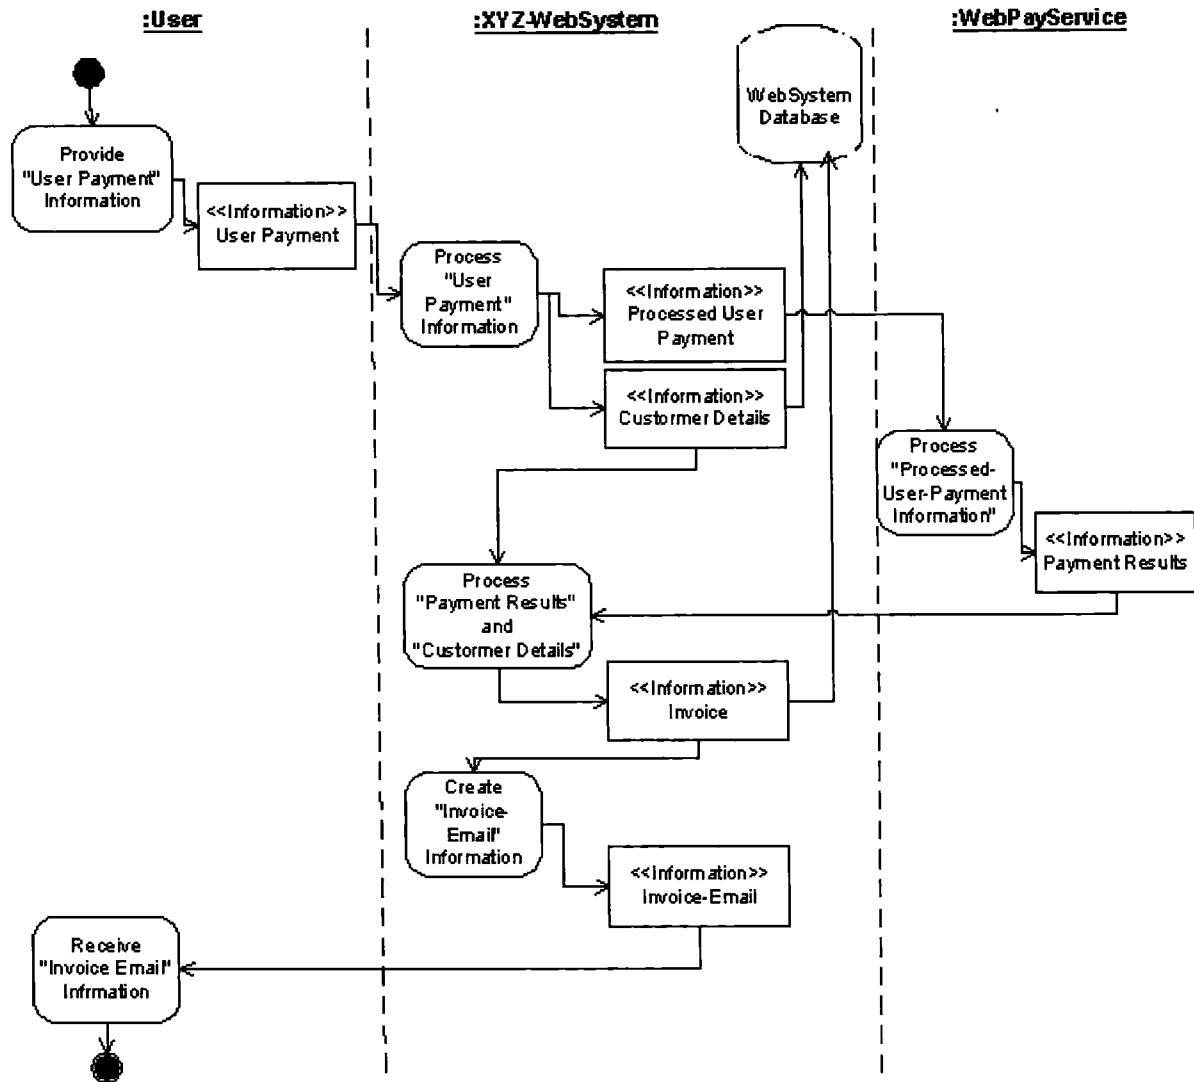 :User
:XYZ-WebSystem
:WebPayService
WebSystem
Database
Provide
"User Payment"
Information
<<Information>>
User Payment
Process
"User
Payment"
Information
<<Information>>
Processed User
Payment
<<Information>>
Custormer Details
Process
"Processed-
User-Payment
Information"
<<Information>>
Payment Results
Process
"Payment Results"
and
"Custormer Details"
<<Information>>
Invoice
Create
"Invoice-
Email"
Information
<<Information>>
Invoice-Email
Receive
"Invoice Email"
Infrmation